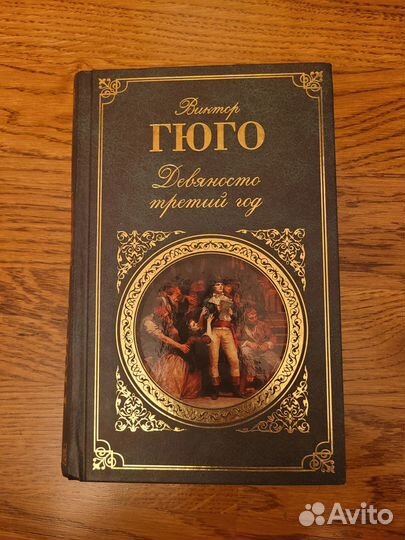 Виктор
ГЮГО
Девяносто
третий год
Avito